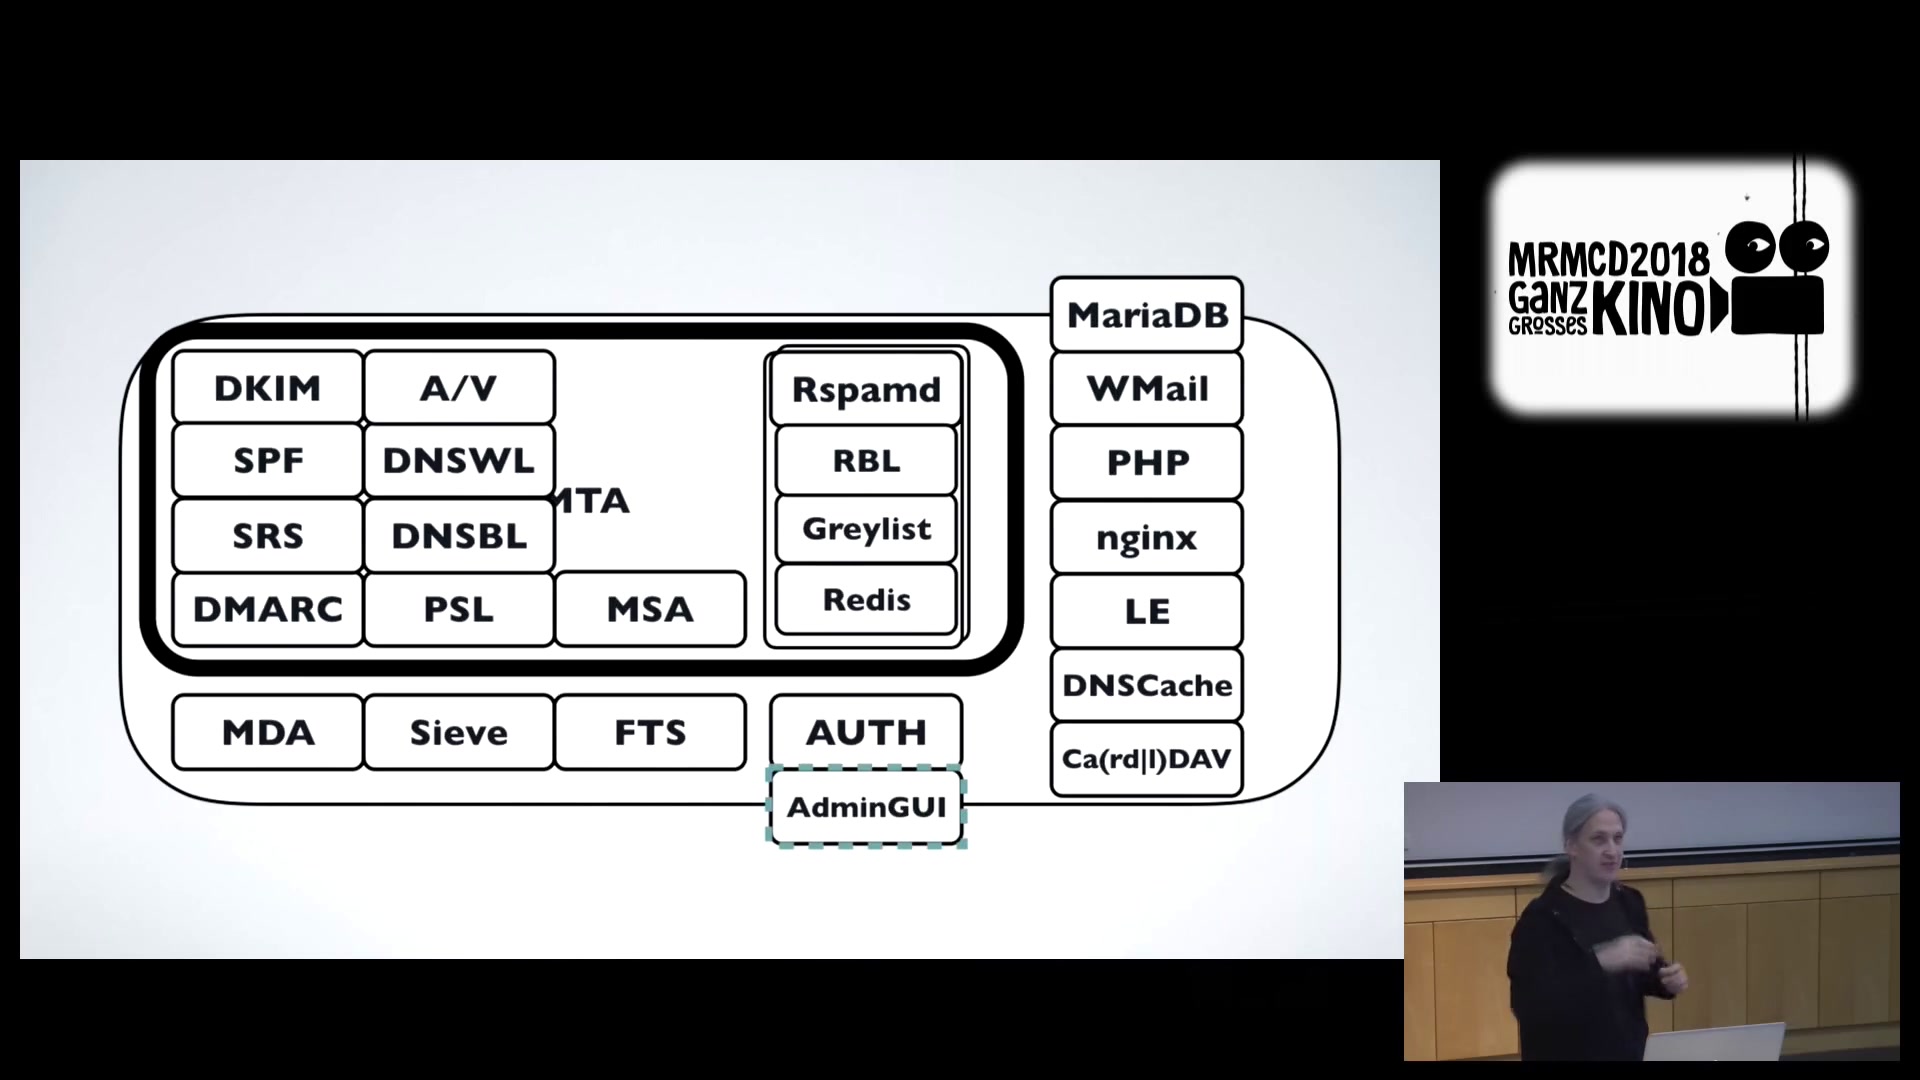 MariaDB
DKIM
A/V
Rspamd
WMail
SPF
DNSWL
RBL
PHP
MTA
SRS
DNSBL
Greylist
nginx
DMARC
PSL
MSA
Redis
LE
DNSCache
MDA
Sieve
FTS
AUTH
Ca(rd|l)DAV
AdminGUI
MRMCD2018
GANZ
GROSSES
KINO